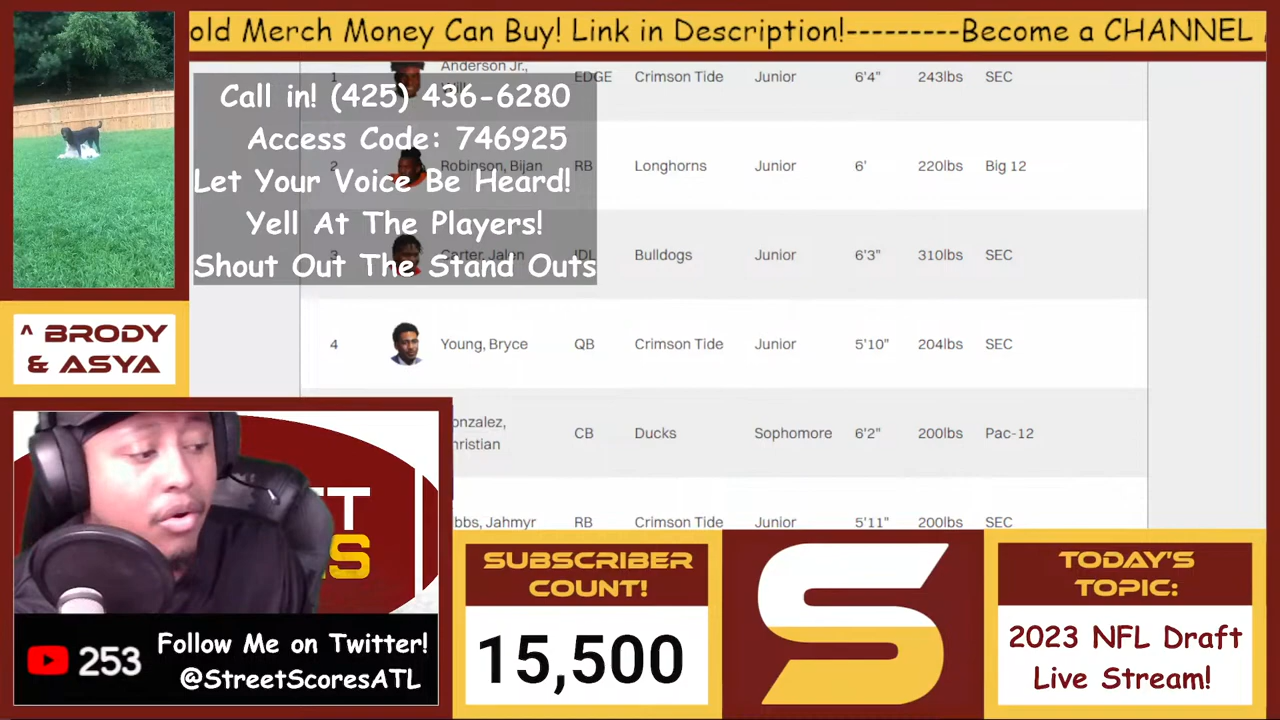 old Merch Money Can Buy! Link in Description!---------Become a CHANNEL
Call in! (425) 436-6280
Access Code: 746925
Let Your Voice Be Heard!
Yell At The Players!
Shout Out The Stand Outs
1 Anderson Jr., EDGE Crimson Tide Junior 6'4" 243lbs SEC
2 Robinson, Bijan RB Longhorns Junior 6' 220lbs Big 12
3 Carter, Jalen IDL Bulldogs Junior 6'3" 310lbs SEC
4 Young, Bryce QB Crimson Tide Junior 5'10" 204lbs SEC
onzalez,
hristian CB Ducks Sophomore 6'2" 200lbs Pac-12
bbs, Jahmyr RB Crimson Tide Junior 5'11" 200lbs SEC
^ BRODY
& ASYA
253
Follow Me on Twitter!
@StreetScoresATL
SUBSCRIBER
COUNT!
15,500
S
TODAY'S
TOPIC:
2023 NFL Draft
Live Stream!